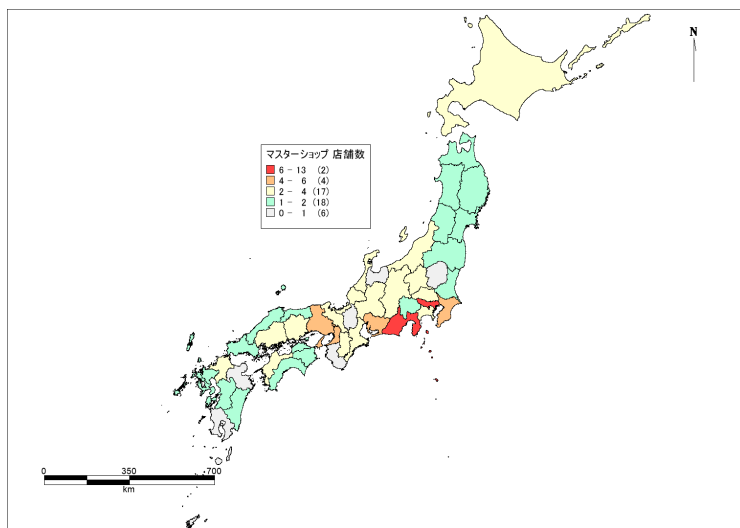 N
マスターショップ 店舗数
6 - 13 (2)
4 - 6 (4)
2 - 4 (17)
1 - 2 (18)
0 - 1 (6)
0 350 700
km